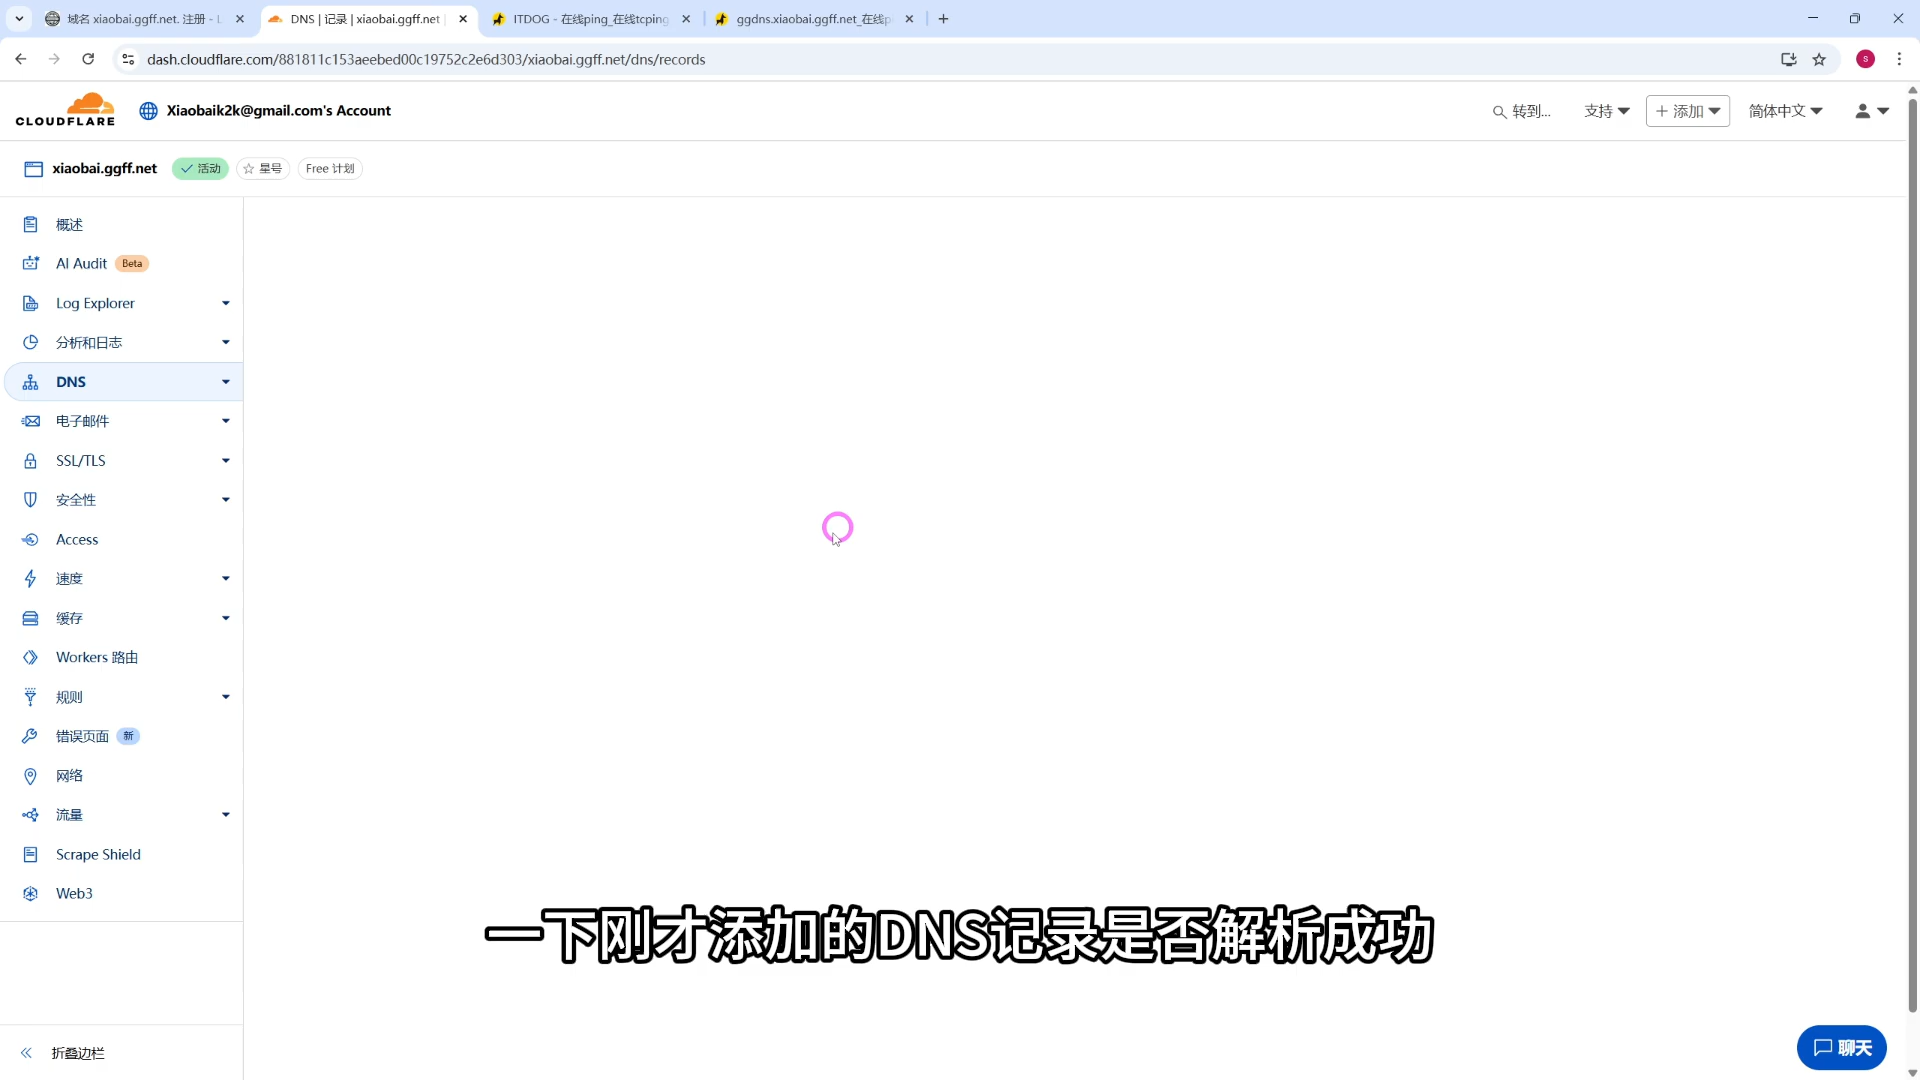 域名 xiaobai.ggff.net. 注册 -
DNS | 记录 | xiaobai.ggff.net
ITDOG - 在线ping_在线tcping
ggdns.xiaobai.ggff.net_在线p
dash.cloudflare.com/881811c153aeebed00c19752c2e6d303/xiaobai.ggff.net/dns/records
S
CLOUDFLARE
Xiaobaik2k@gmail.com's Account
转到...
支持
添加
简体中文
xiaobai.ggff.net
活动
星号
Free 计划
概述
AI Audit Beta
Log Explorer
分析和日志
DNS
电子邮件
SSL/TLS
安全性
Access
速度
缓存
Workers 路由
规则
错误页面 新
网络
流量
Scrape Shield
Web3
一下刚才添加的DNS记录是否解析成功
折叠边栏
聊天